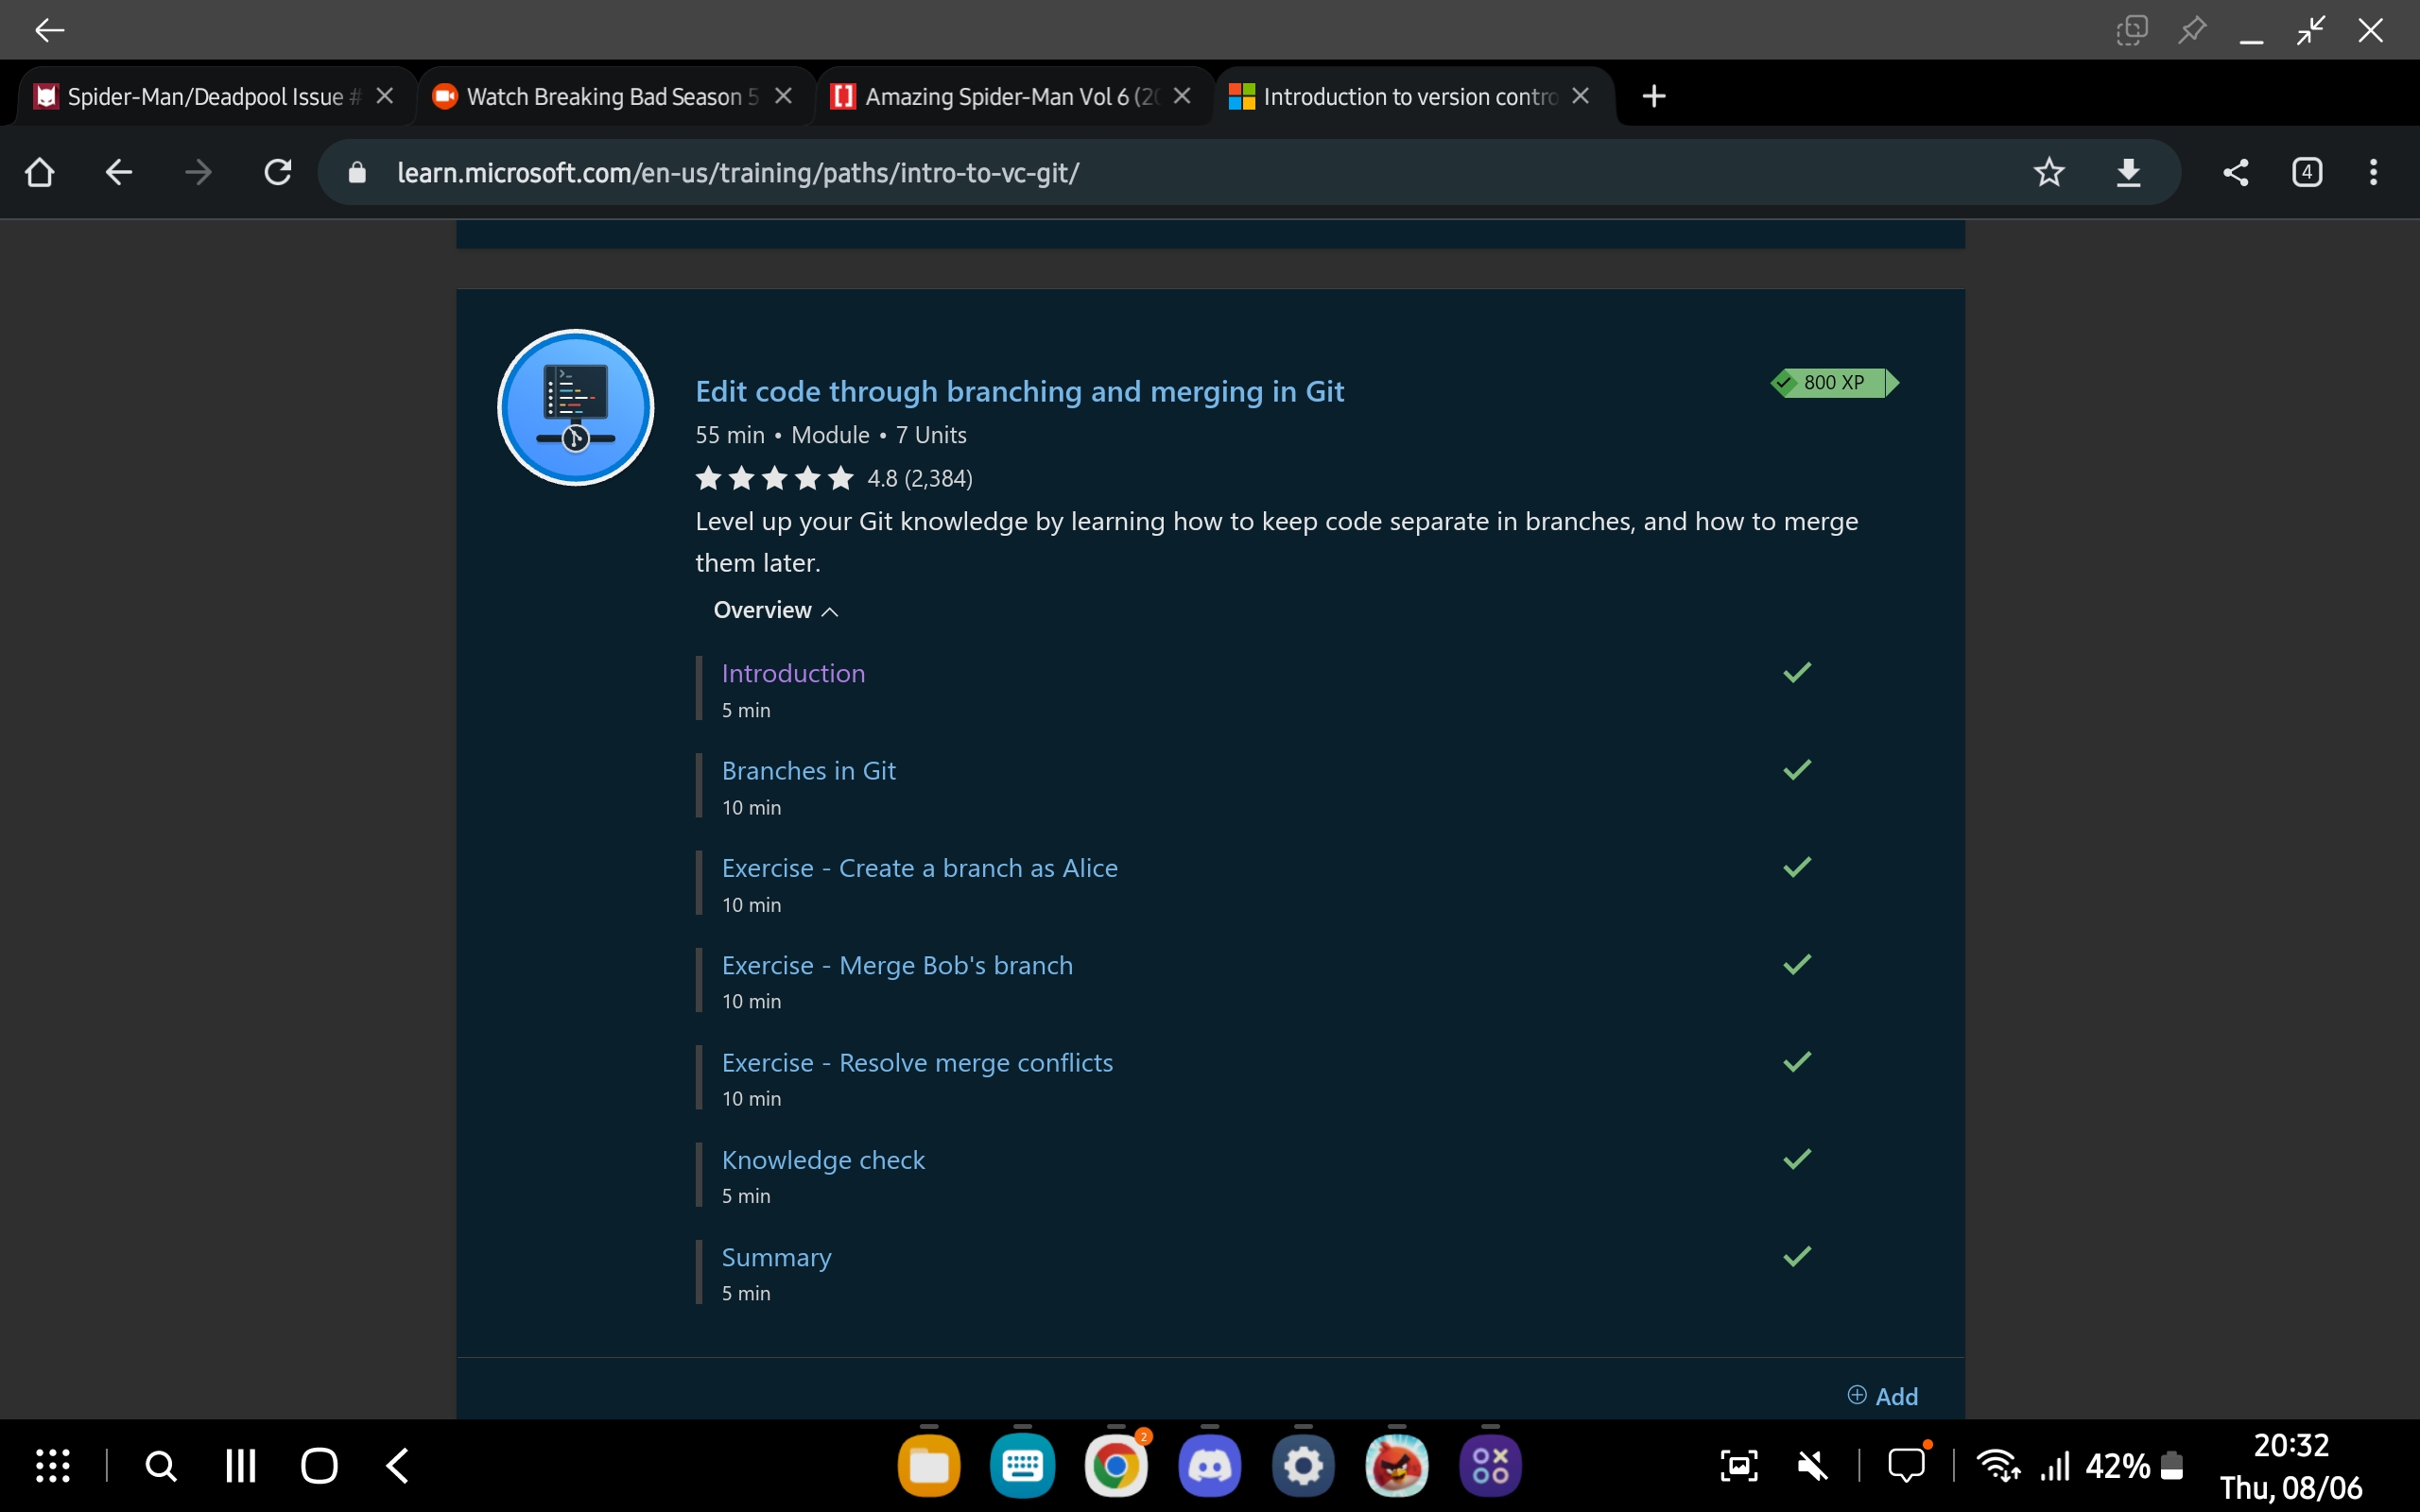 Spider-Man/Deadpool Issue #
Watch Breaking Bad Season 5
Amazing Spider-Man Vol 6 (20
Introduction to version contro
learn.microsoft.com/en-us/training/paths/intro-to-vc-git/
4
Edit code through branching and merging in Git
800 XP
55 min • Module • 7 Units
4.8 (2,384)
Level up your Git knowledge by learning how to keep code separate in branches, and how to merge
them later.
Overview
Introduction
5 min
Branches in Git
10 min
Exercise - Create a branch as Alice
10 min
Exercise - Merge Bob's branch
10 min
Exercise - Resolve merge conflicts
10 min
Knowledge check
5 min
Summary
5 min
Add
2
42%
20:32
Thu, 08/06